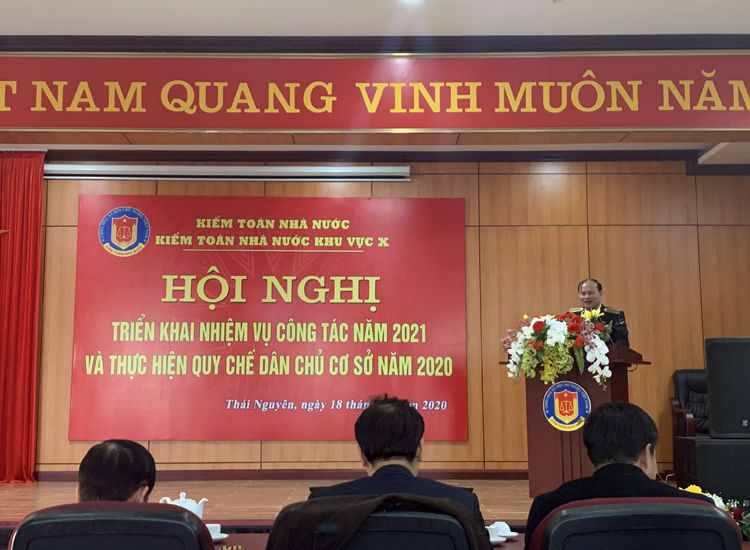 T NAM QUANG VINH MUÔN NĂM
KIỂM TOÁN NHÀ NƯỚC
KIỂM TOÁN NHÀ NƯỚC KHU VỰC X
HỘI NGHỊ
TRIỂN KHAI NHIỆM VỤ CÔNG TÁC NĂM 2021
VÀ THỰC HIỆN QUY CHẾ DÂN CHỦ CƠ SỞ NĂM 2020
Thái Nguyên, ngày 18 thán 2020